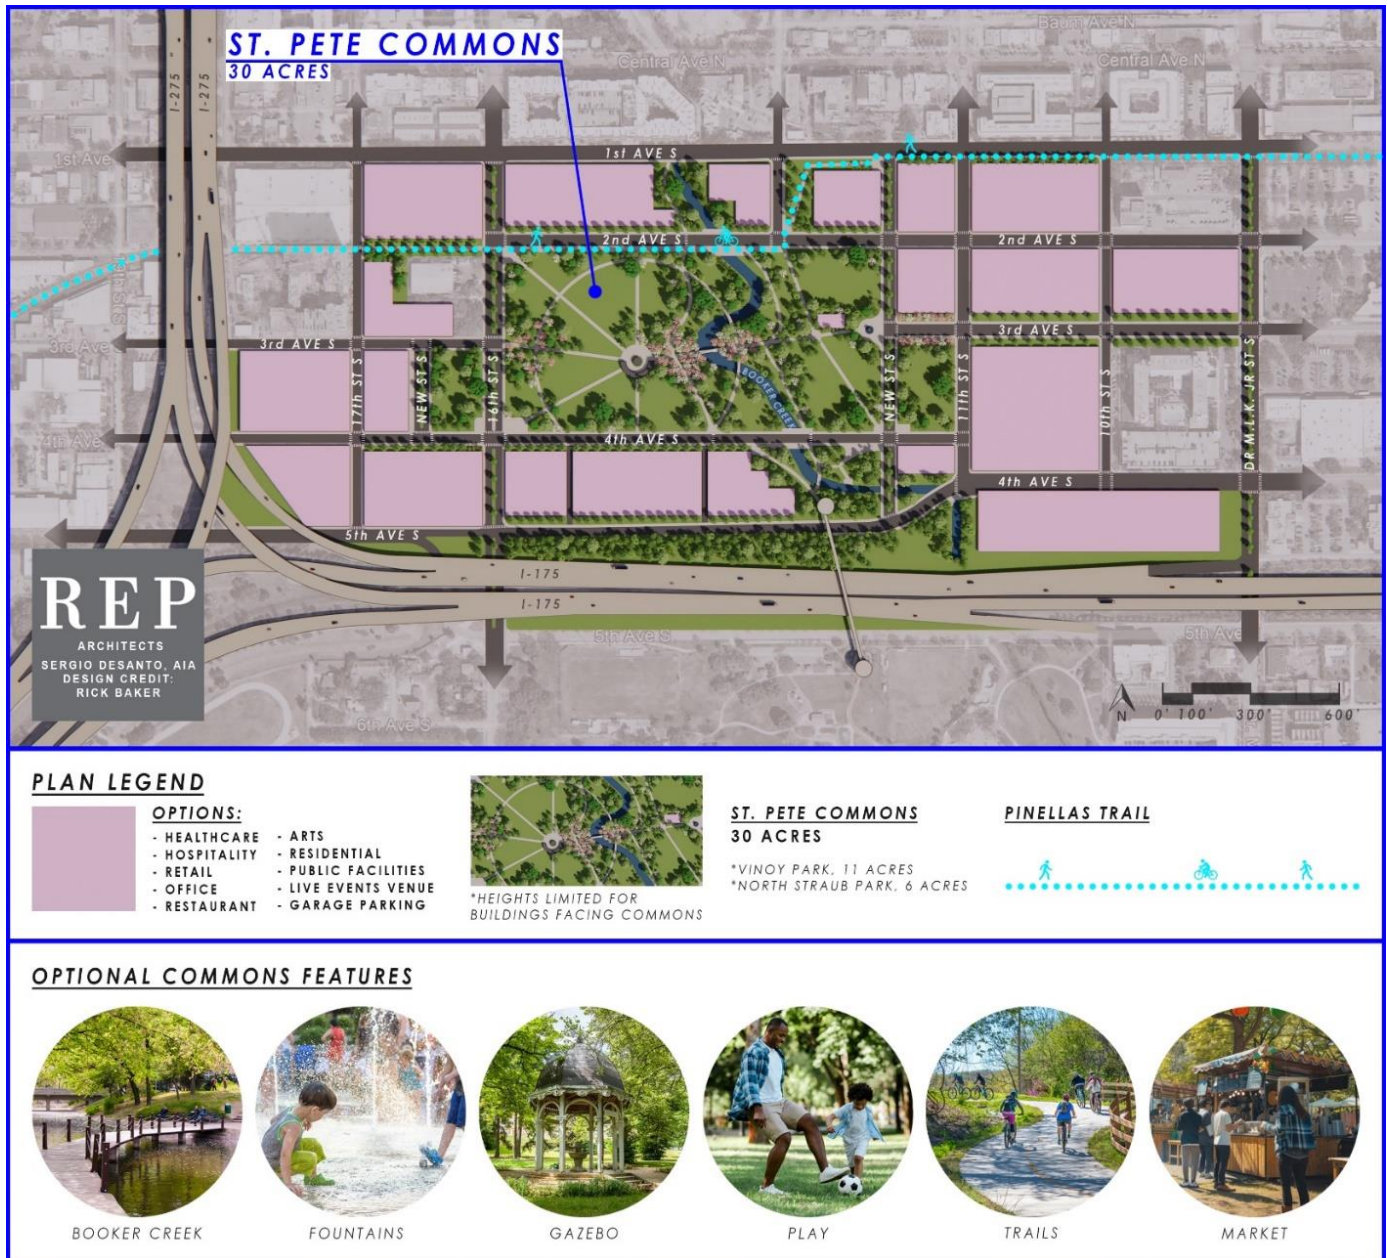 ST. PETE COMMONS
30 ACRES
Baum Ave N
Central Ave N
Central Ave N
I-275
I-275
1st Ave
1st AVE S
2nd AVE S
2nd AVE S
3rd Ave
3rd AVE S
3rd AVE S
17th ST S
NEW ST S
16th ST S
BOOKER CREEK
NEW ST S
11th ST S
10th ST S
DR M.L.K. JR ST S
4th Ave
4th AVE S
4th AVE S
5th AVE S
I-175
I-175
5th Ave S
5th Ave
6th Ave S
REP
ARCHITECTS
SERGIO DESANTO, AIA
DESIGN CREDIT:
RICK BAKER
N
0' 100' 300' 600'
PLAN LEGEND
OPTIONS:
- HEALTHCARE
- HOSPITALITY
- RETAIL
- OFFICE
- RESTAURANT
- ARTS
- RESIDENTIAL
- PUBLIC FACILITIES
- LIVE EVENTS VENUE
- GARAGE PARKING
*HEIGHTS LIMITED FOR
BUILDINGS FACING COMMONS
ST. PETE COMMONS
30 ACRES
*VINOY PARK, 11 ACRES
*NORTH STRAUB PARK, 6 ACRES
PINELLAS TRAIL
OPTIONAL COMMONS FEATURES
BOOKER CREEK
FOUNTAINS
GAZEBO
PLAY
TRAILS
MARKET